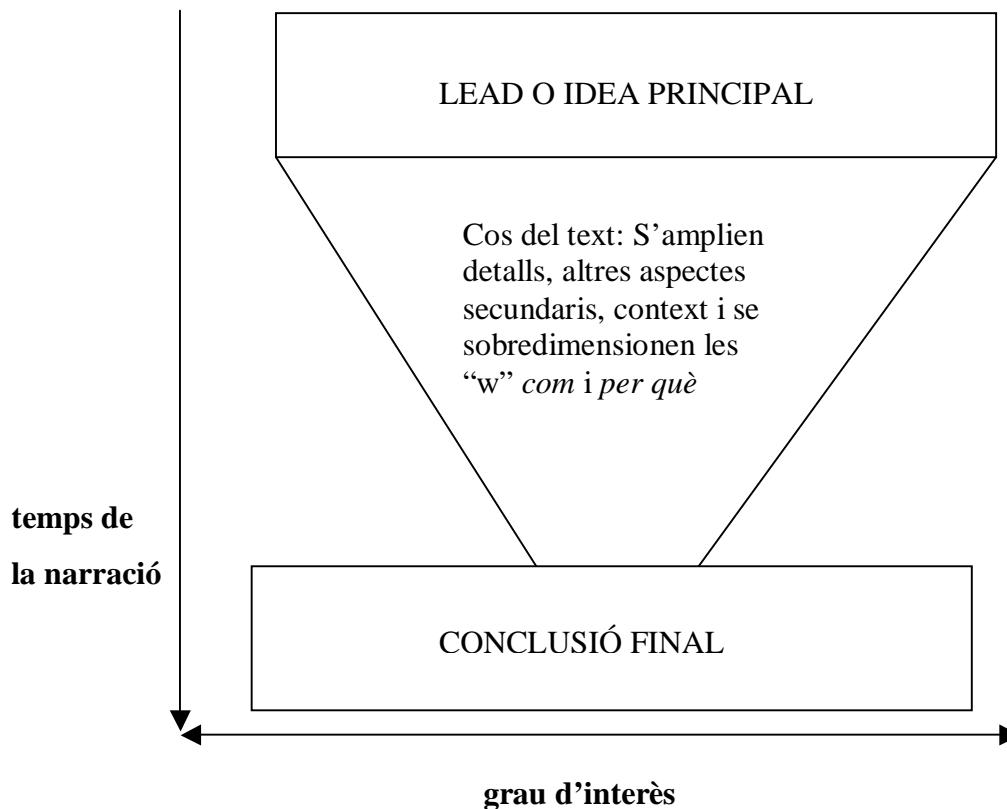 LEAD O IDEA PRINCIPAL
Cos del text: S’amplien
detalls, altres aspectes
secundaris, context i se
sobredimensionen les
“w” com i per què
temps de
la narració
CONCLUSIÓ FINAL
grau d’interès